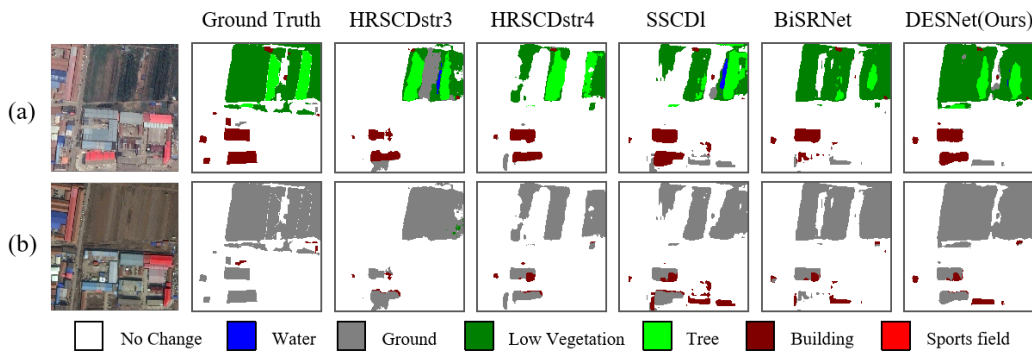 Ground Truth HRSCDstr3 HRSCDstr4 SSCDl BiSRNet DESNet(Ours)
(a)
(b)
No Change Water Ground Low Vegetation Tree Building Sports field